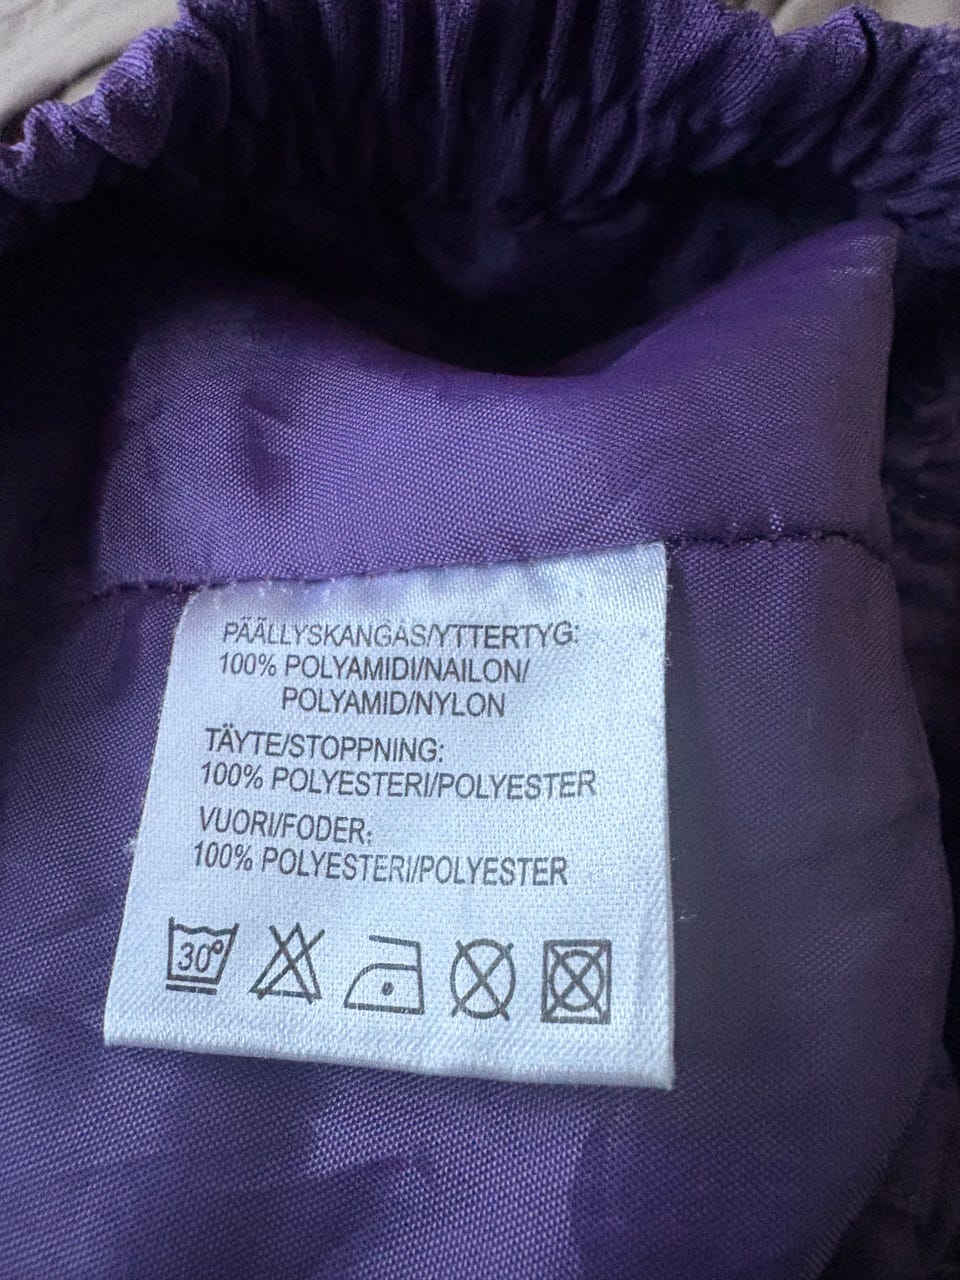 PÄÄLLYSKANGAS/YTTERTYG:
100% POLYAMIDI/NAILON/
POLYAMID/NYLON
TÄYTE/STOPPNING:
100% POLYESTERI/POLYESTER
VUORI/FODER:
100% POLYESTERI/POLYESTER
30°